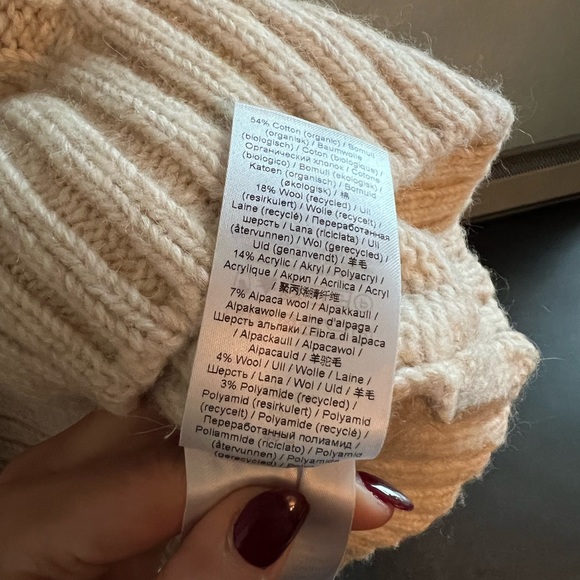 54% Cotton (organic) / Bomull
(organisk) / Baumwolle
(biologisch) / Coton (biologique) /
Органический хлопок / Cotone
(biologico) / Bomull (ekologisk) /
Katoen (organisch) / Bomuld
(økologisk) / 棉
18% Wool (recycled) / Ull
(resirkulert) / Wolle (recycelt) /
Laine (recyclé) / Переработанная
шерсть / Lana (riciclata) / Ull
(återvunnen) / Wol (gerecycled) /
Uld (genanvendt) / 羊毛
14% Acrylic / Akryl / Polyacryl /
Acrylique / Акрил / Acrilica / Acryl
/ 聚丙烯腈纤维
7% Alpaca wool / Alpakkaull /
Alpakawolle / Laine d'alpaga /
Шерсть альпаки / Fibra di alpaca
/ Alpackaull / Alpacawol /
Alpacauld / 羊驼毛
4% Wool / Ull / Wolle / Laine /
Шерсть / Lana / Wol / Uld / 羊毛
3% Polyamide (recycled) /
Polyamid (resirkulert) / Polyamid
(recycelt) / Polyamide (recyclé) /
Переработанный полиамид /
Poliammide (riciclato) / Polyamid
(återvunnen) / Polyamide
(gerecycled) /